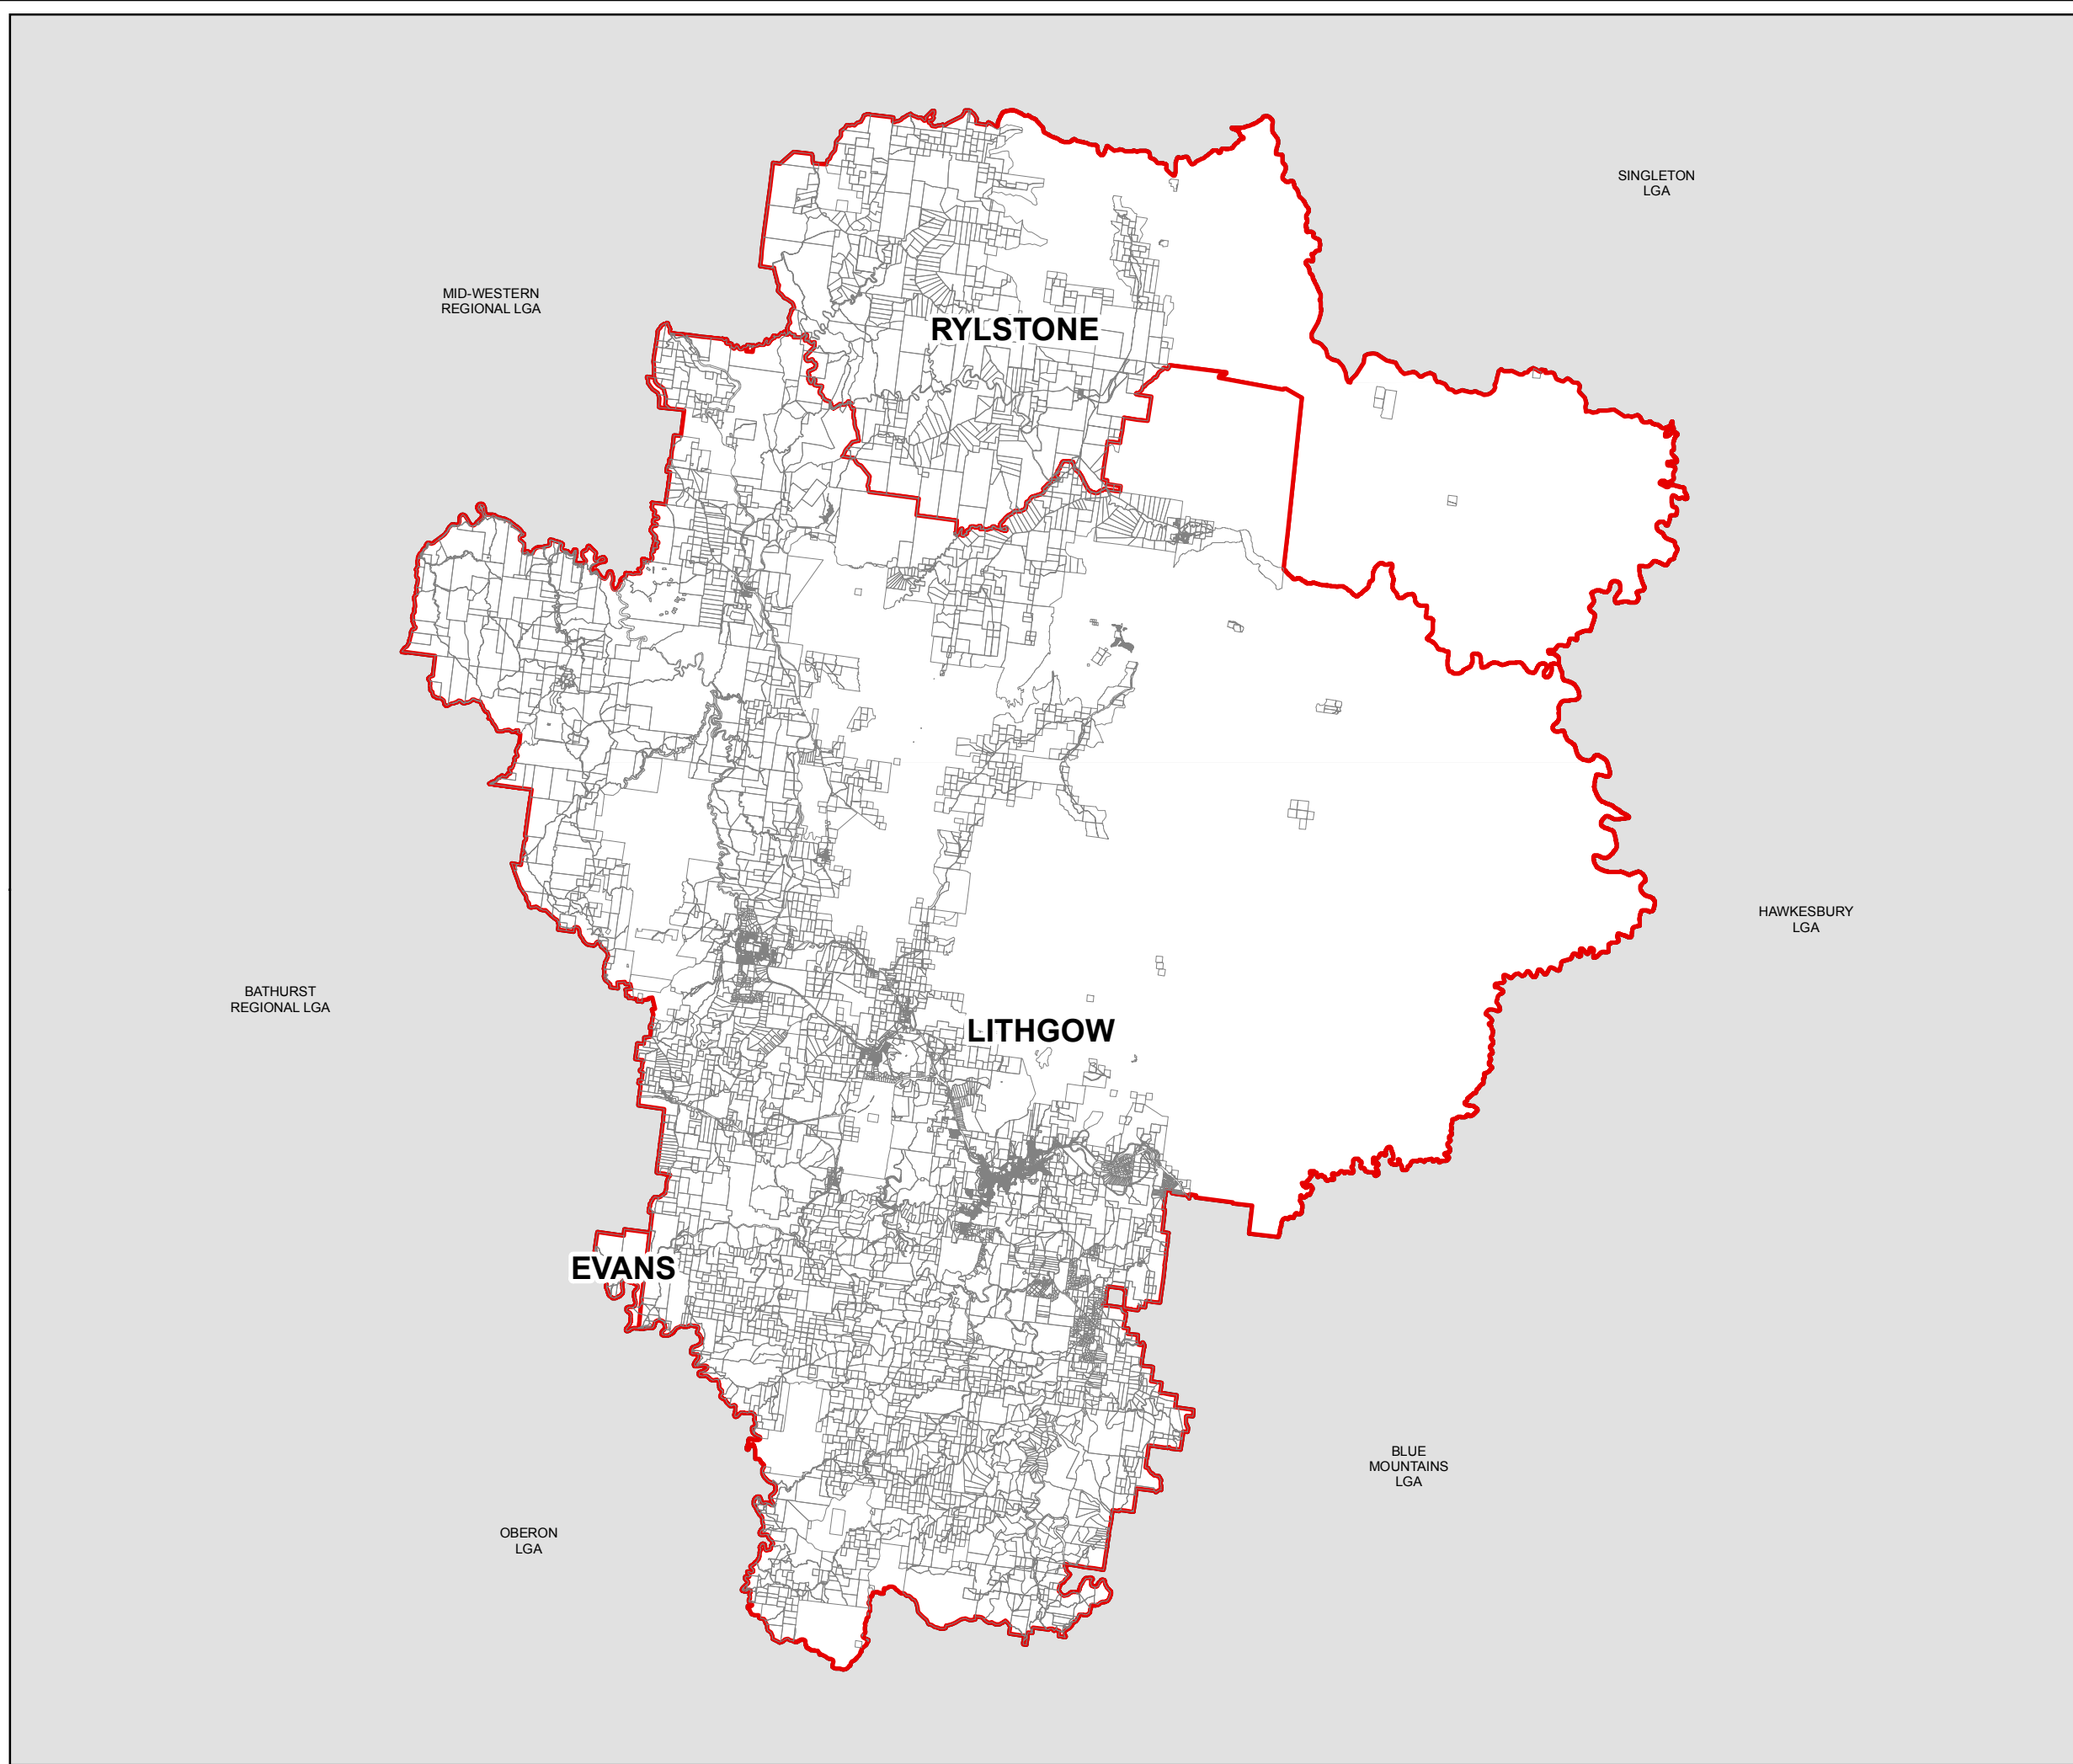 SINGLETON
LGA
MID-WESTERN
REGIONAL LGA
RYLSTONE
HAWKESBURY
LGA
BATHURST
REGIONAL LGA
LITHGOW
EVANS
BLUE
MOUNTAINS
LGA
OBERON
LGA